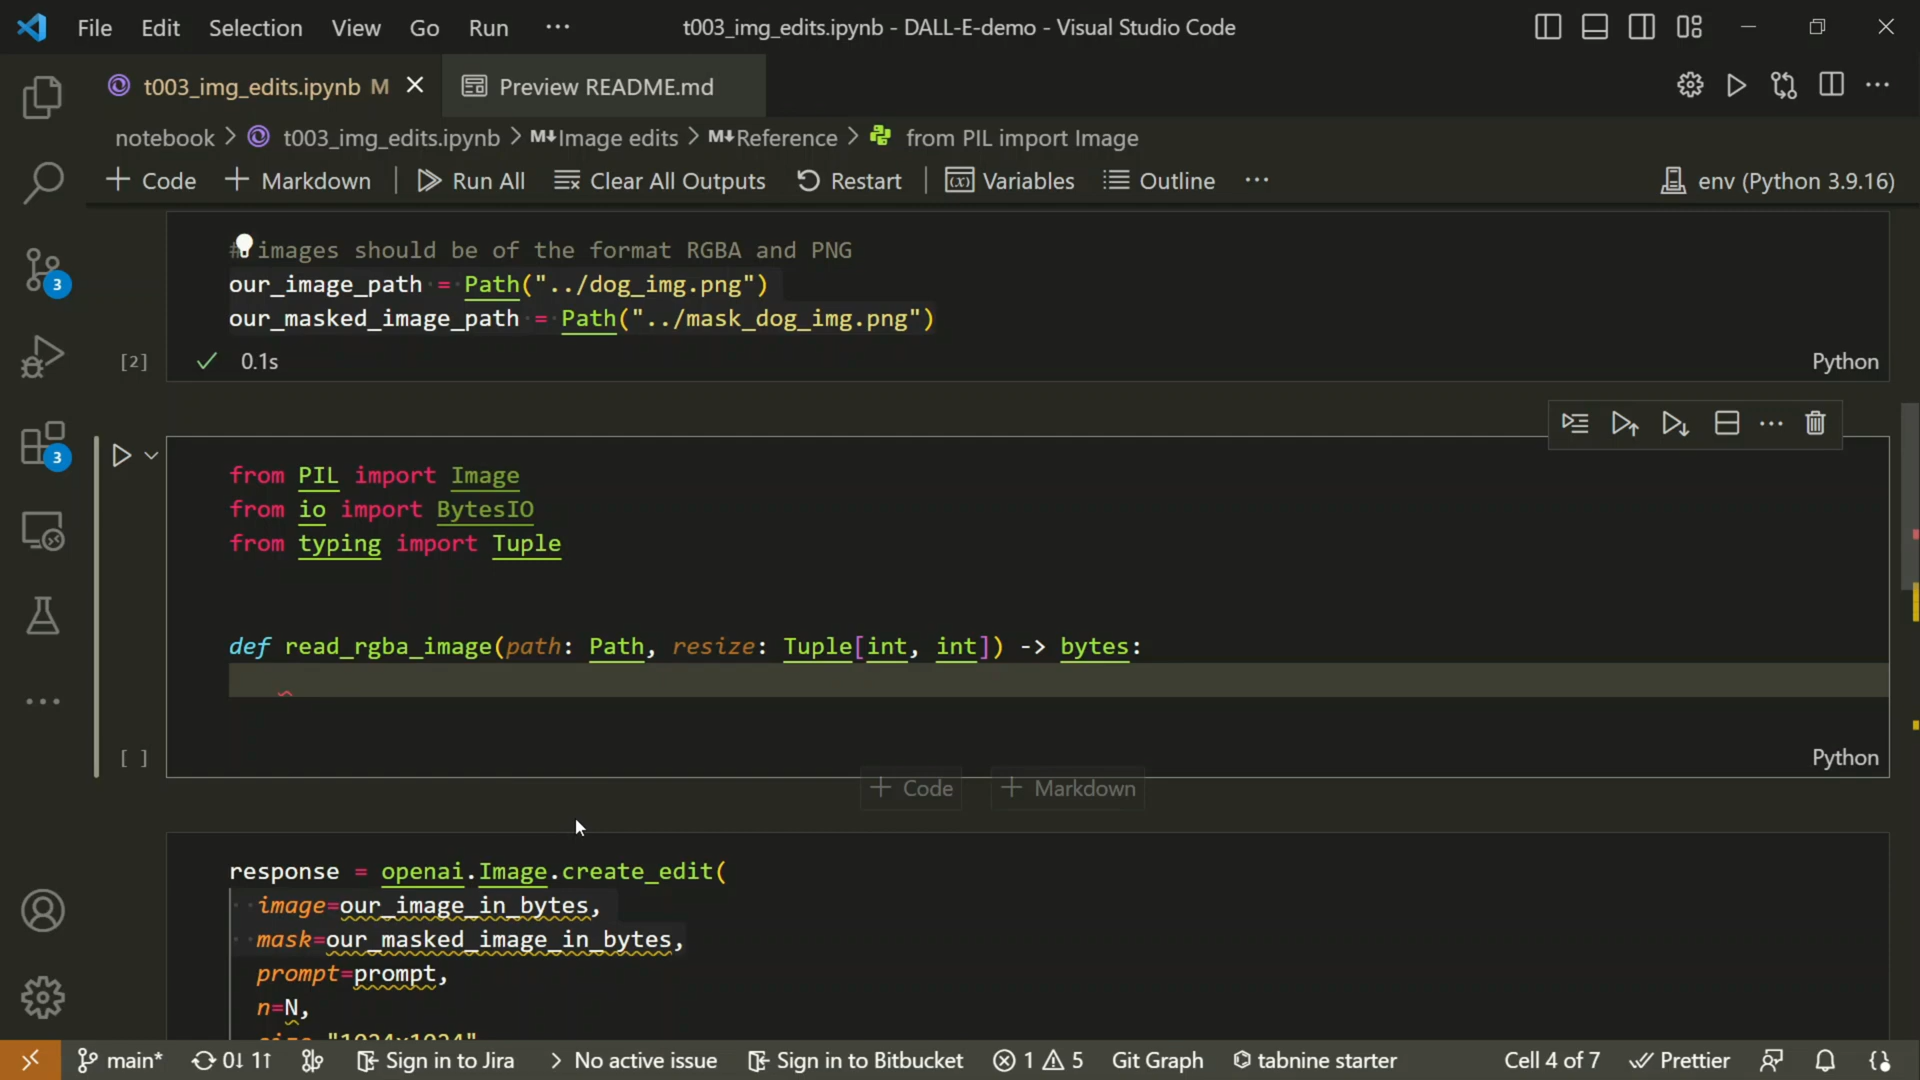 File Edit Selection View Go Run ··· t003_img_edits.ipynb - DALL-E-demo - Visual Studio Code
t003_img_edits.ipynb M Preview README.md
notebook > t003_img_edits.ipynb > M↓Image edits > M↓Reference > from PIL import Image
+ Code + Markdown | Run All Clear All Outputs Restart | Variables Outline ··· env (Python 3.9.16)
# images should be of the format RGBA and PNG
our_image_path = Path("../dog_img.png")
our_masked_image_path = Path("../mask_dog_img.png")
[2] ✓ 0.1s Python
from PIL import Image
from io import BytesIO
from typing import Tuple
def read_rgba_image(path: Path, resize: Tuple[int, int]) -> bytes:
[ ] Python
+ Code + Markdown
response = openai.Image.create_edit(
image=our_image_in_bytes,
mask=our_masked_image_in_bytes,
prompt=prompt,
n=N,
size="1024x1024"
3
3
main* 0↓ 1↑ Sign in to Jira > No active issue Sign in to Bitbucket 1 5 Git Graph tabnine starter Cell 4 of 7 Prettier